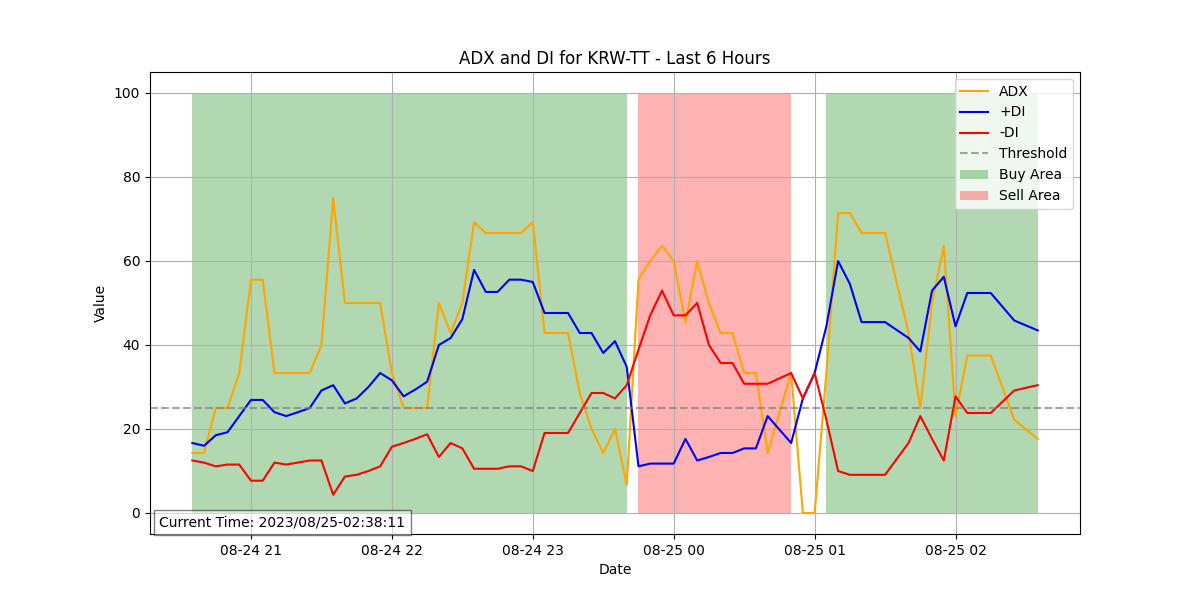 ADX and DI for KRW-TT - Last 6 Hours
100
80
60
40
20
0
Value
ADX
+DI
-DI
Threshold
Buy Area
Sell Area
Current Time: 2023/08/25-02:38:11
08-24 21
08-24 22
08-24 23
08-25 00
08-25 01
08-25 02
Date